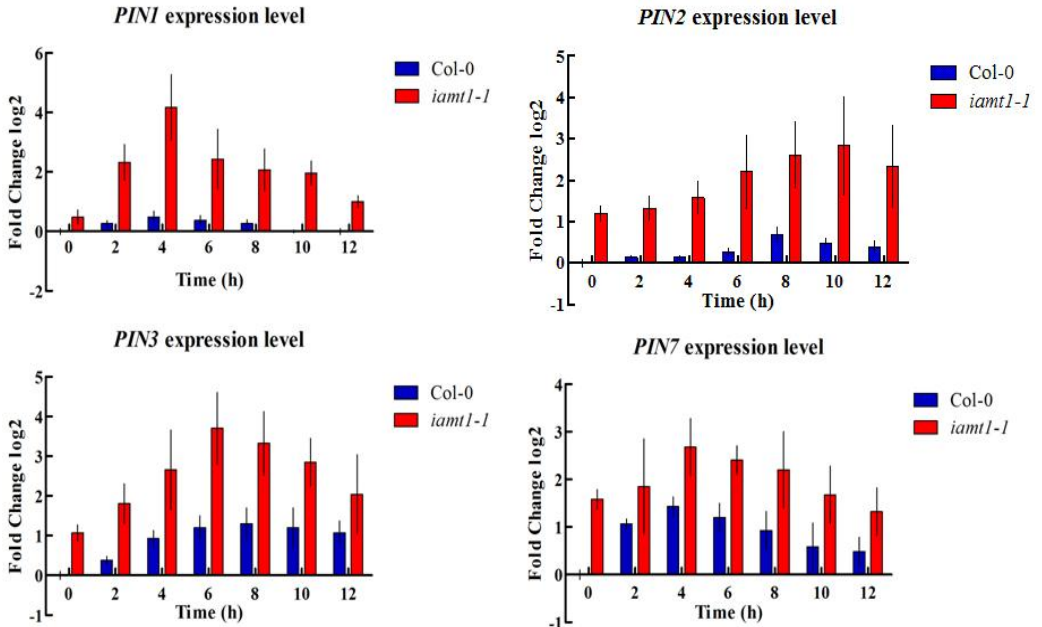 PIN1 expression level
6
4
2
0
-2
Fold Change log2
0 2 4 6 8 10 12
Time (h)
Col-0
iamt1-1
PIN2 expression level
5
4
3
2
1
0
-1
Fold Change log2
0 2 4 6 8 10 12
Time (h)
Col-0
iamt1-1
PIN3 expression level
5
4
3
2
1
0
-1
Fold Change log2
0 2 4 6 8 10 12
Time (h)
Col-0
iamt1-1
PIN7 expression level
4
3
2
1
0
-1
Fold Change log2
0 2 4 6 8 10 12
Time (h)
Col-0
iamt1-1